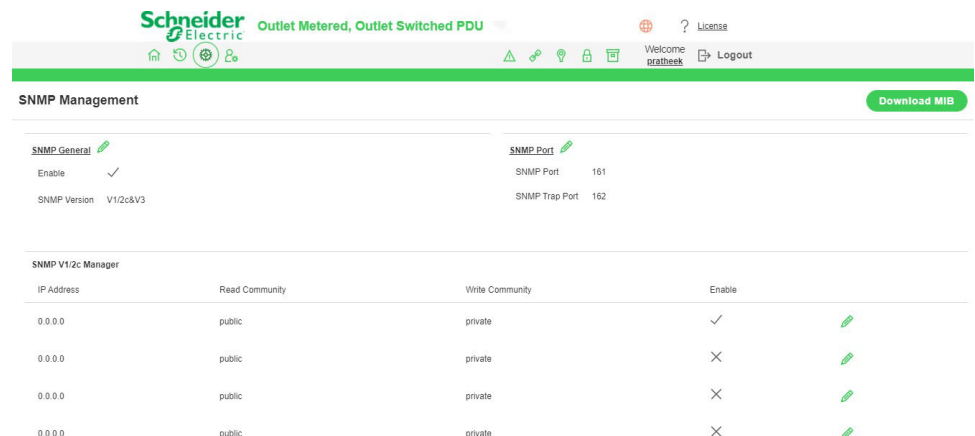 Schneider Electric Outlet Metered, Outlet Switched PDU ? License
Welcome
pratheek Logout
SNMP Management Download MIB
SNMP General SNMP Port
Enable SNMP Port 161
SNMP Version V1/2c&V3 SNMP Trap Port 162
SNMP V1/2c Manager
IP Address Read Community Write Community Enable
0.0.0.0 public private
0.0.0.0 public private
0.0.0.0 public private
0.0.0.0 public private